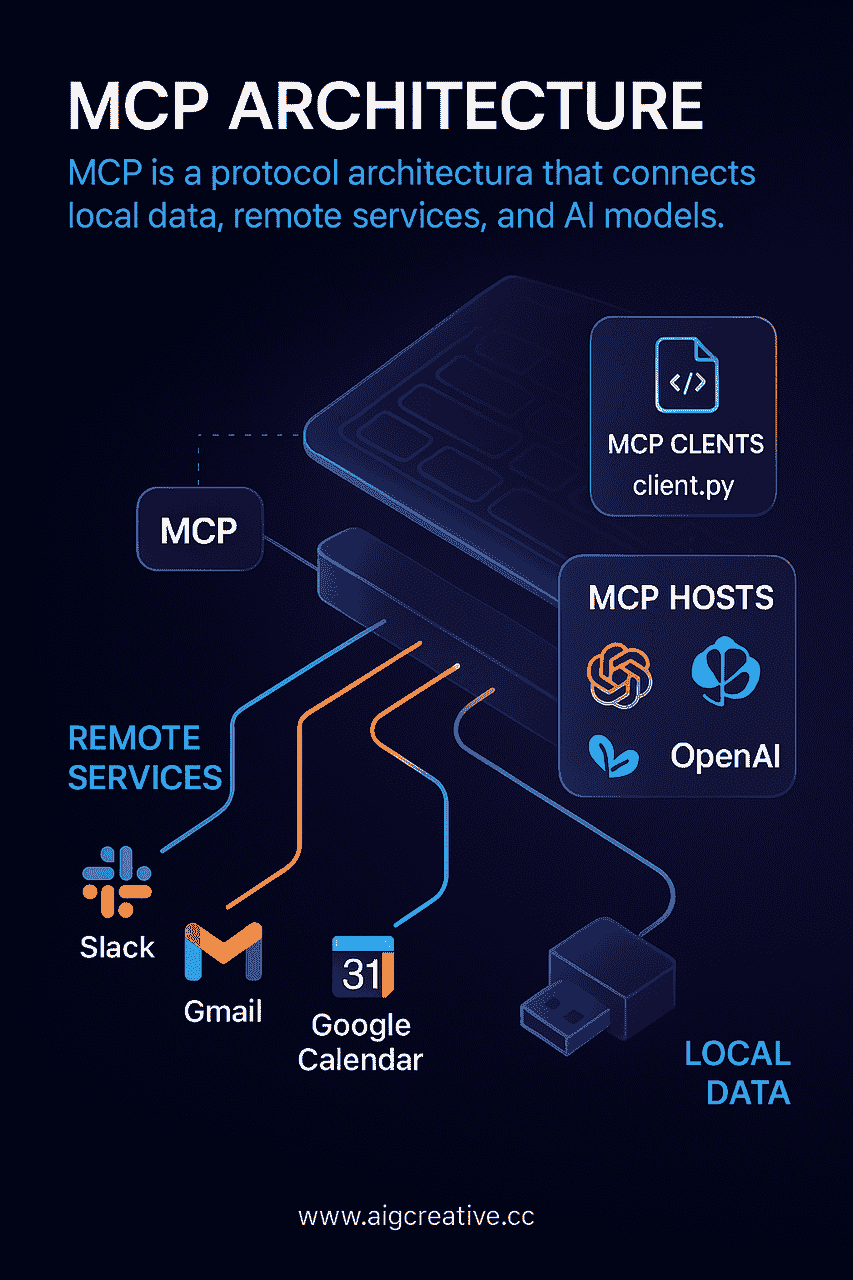 MCP ARCHITECTURE
MCP is a protocol architectura that connects
local data, remote services, and AI models.
</>
MCP CLENTS
client.py
MCP
MCP HOSTS
OpenAI
REMOTE
SERVICES
Slack
Gmail
31
Google
Calendar
LOCAL
DATA
www.aigcreative.cc